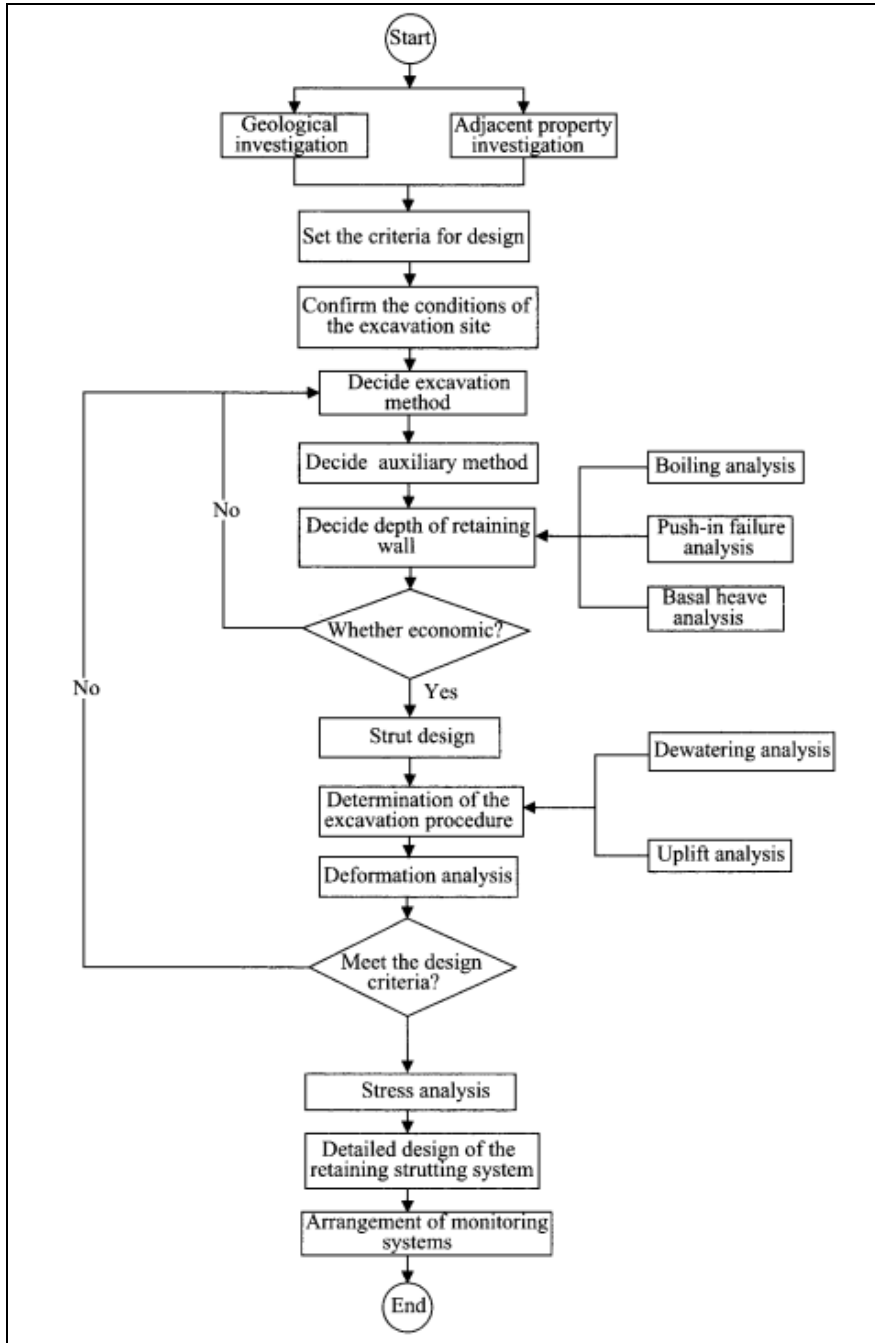 Start
Geological
investigation
Adjacent property
investigation
Set the criteria for design
Confirm the conditions of
the excavation site
Decide excavation
method
Decide auxiliary method
Boiling analysis
No
Decide depth of retaining
wall
Push-in failure
analysis
Basal heave
analysis
Whether economic?
No
Yes
Strut design
Dewatering analysis
Determination of the
excavation procedure
Uplift analysis
Deformation analysis
Meet the design
criteria?
Stress analysis
Detailed design of the
retaining strutting system
Arrangement of monitoring
systems
End